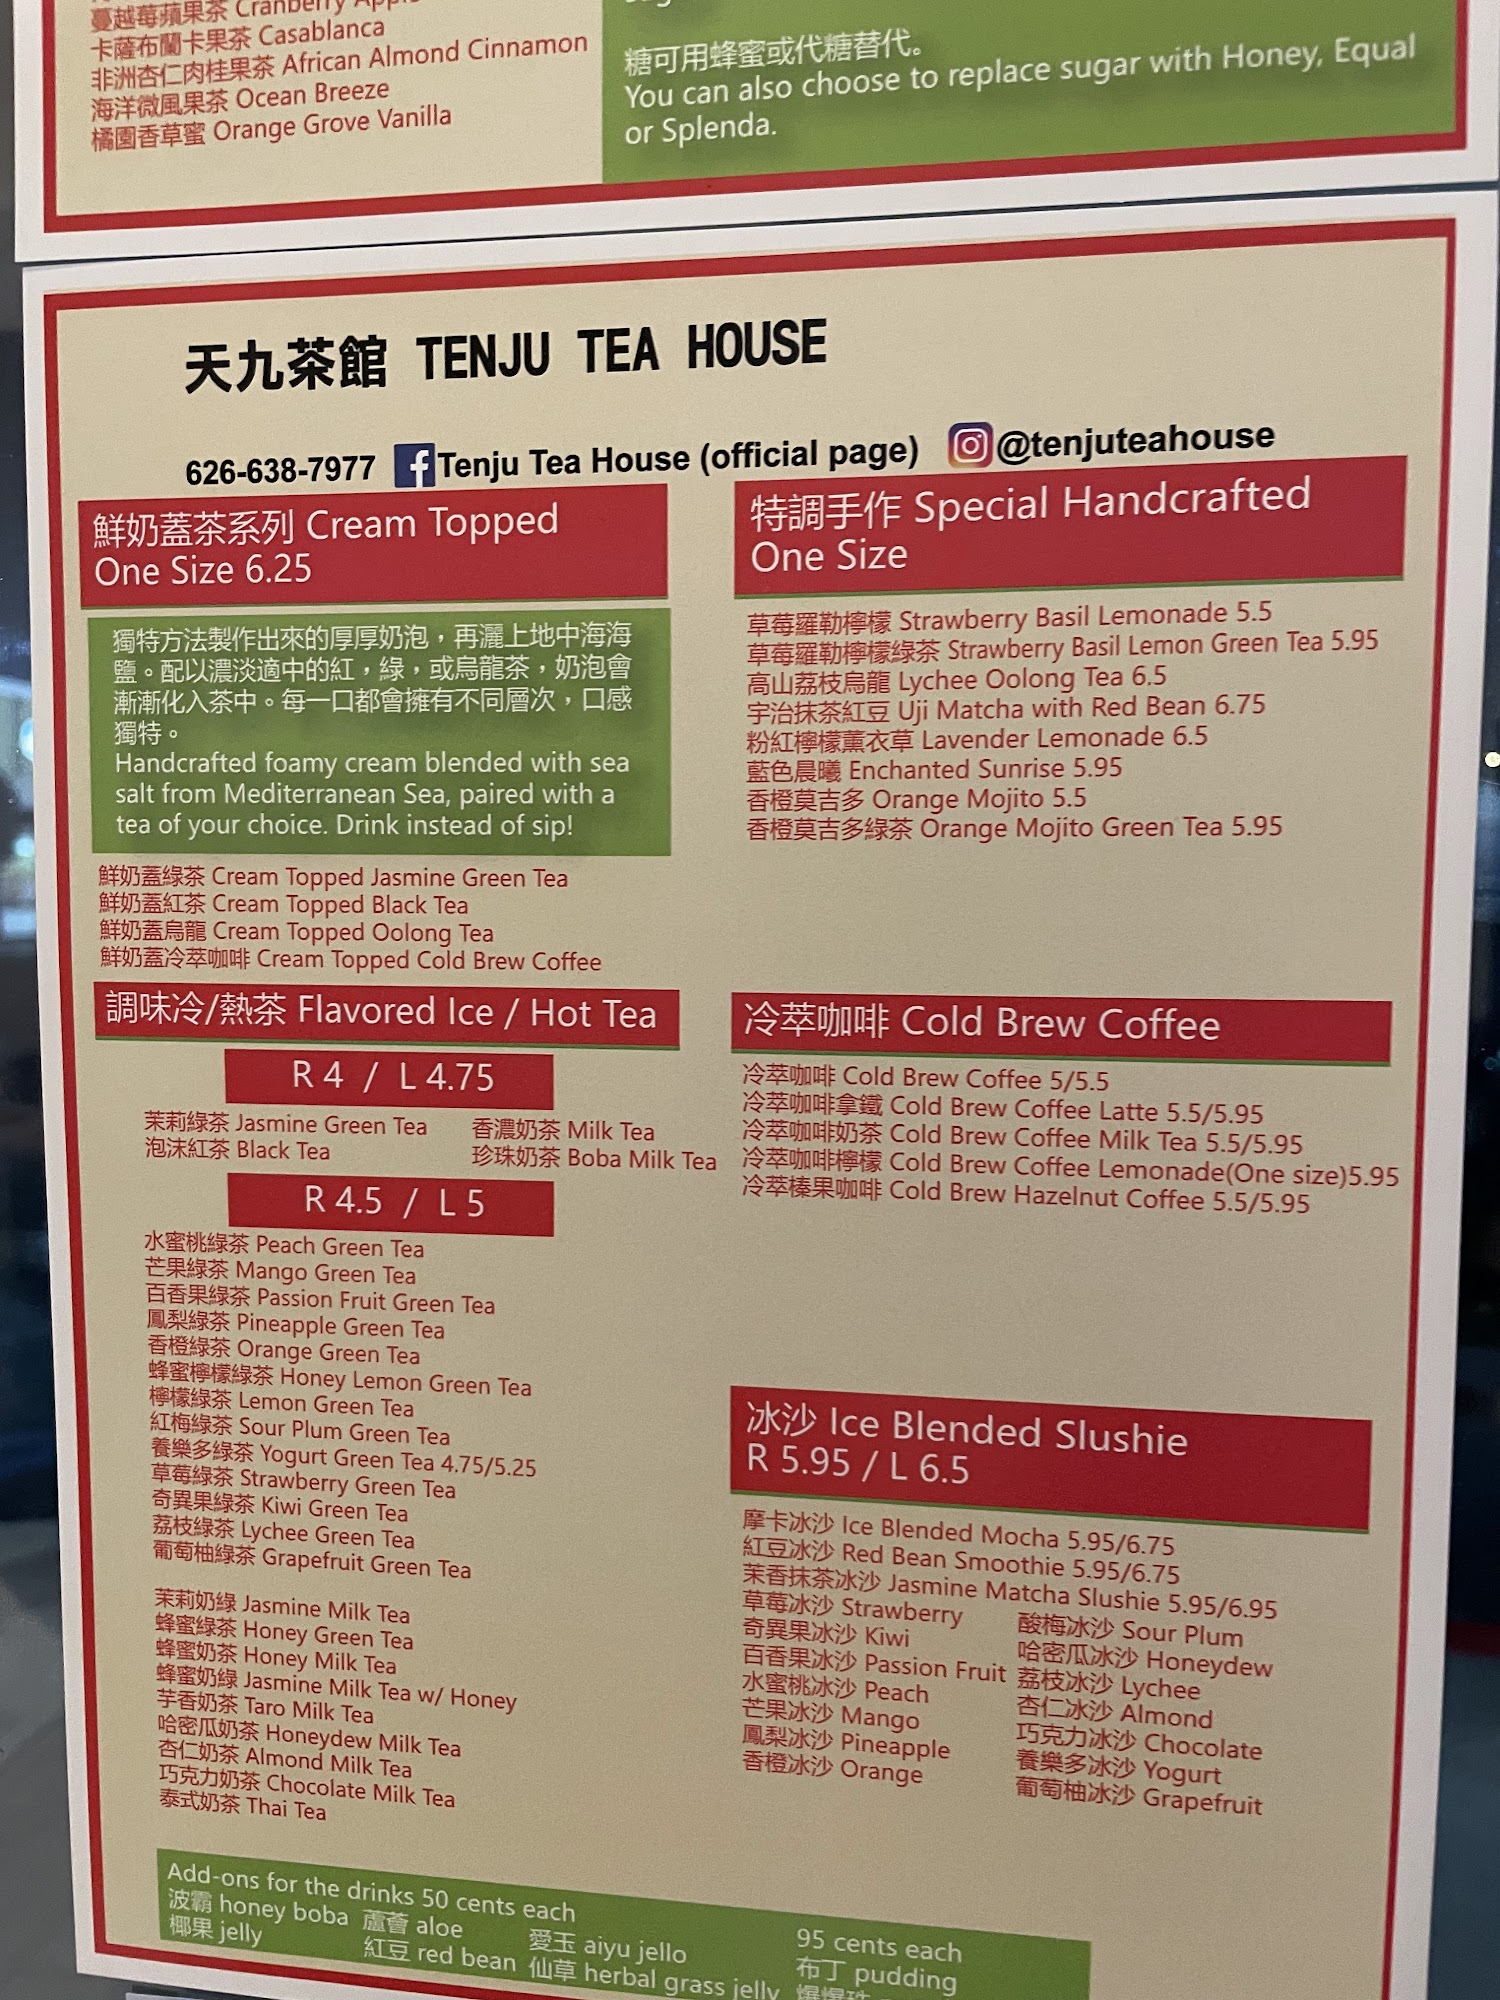 蔓越莓蘋果茶 Cranberry Apple
卡薩布蘭卡果茶 Casablanca
非洲杏仁肉桂果茶 African Almond Cinnamon
海洋微風果茶 Ocean Breeze
橘園香草蜜 Orange Grove Vanilla
糖可用蜂蜜或代糖替代。
You can also choose to replace sugar with Honey, Equal
or Splenda.
天九茶館 TENJU TEA HOUSE
626-638-7977 Tenju Tea House (official page) @tenjuteahouse
鮮奶蓋茶系列 Cream Topped
One Size 6.25
獨特方法製作出來的厚厚奶泡，再灑上地中海海
鹽。配以濃淡適中的紅，綠，或烏龍茶，奶泡會
漸漸化入茶中。每一口都會擁有不同層次，口感
獨特。
Handcrafted foamy cream blended with sea
salt from Mediterranean Sea, paired with a
tea of your choice. Drink instead of sip!
鮮奶蓋綠茶 Cream Topped Jasmine Green Tea
鮮奶蓋紅茶 Cream Topped Black Tea
鮮奶蓋烏龍 Cream Topped Oolong Tea
鮮奶蓋冷萃咖啡 Cream Topped Cold Brew Coffee
調味冷/熱茶 Flavored Ice / Hot Tea
R 4 / L 4.75
茉莉綠茶 Jasmine Green Tea
泡沫紅茶 Black Tea
香濃奶茶 Milk Tea
珍珠奶茶 Boba Milk Tea
R 4.5 / L 5
水蜜桃綠茶 Peach Green Tea
芒果綠茶 Mango Green Tea
百香果綠茶 Passion Fruit Green Tea
鳳梨綠茶 Pineapple Green Tea
香橙綠茶 Orange Green Tea
蜂蜜檸檬綠茶 Honey Lemon Green Tea
檸檬綠茶 Lemon Green Tea
紅梅綠茶 Sour Plum Green Tea
養樂多綠茶 Yogurt Green Tea 4.75/5.25
草莓綠茶 Strawberry Green Tea
奇異果綠茶 Kiwi Green Tea
荔枝綠茶 Lychee Green Tea
葡萄柚綠茶 Grapefruit Green Tea
茉莉奶綠 Jasmine Milk Tea
蜂蜜綠茶 Honey Green Tea
蜂蜜奶茶 Honey Milk Tea
蜂蜜奶綠 Jasmine Milk Tea w/ Honey
芋香奶茶 Taro Milk Tea
哈密瓜奶茶 Honeydew Milk Tea
杏仁奶茶 Almond Milk Tea
巧克力奶茶 Chocolate Milk Tea
泰式奶茶 Thai Tea
特調手作 Special Handcrafted
One Size
草莓羅勒檸檬 Strawberry Basil Lemonade 5.5
草莓羅勒檸檬綠茶 Strawberry Basil Lemon Green Tea 5.95
高山荔枝烏龍 Lychee Oolong Tea 6.5
宇治抹茶紅豆 Uji Matcha with Red Bean 6.75
粉紅檸檬薰衣草 Lavender Lemonade 6.5
藍色晨曦 Enchanted Sunrise 5.95
香橙莫吉多 Orange Mojito 5.5
香橙莫吉多綠茶 Orange Mojito Green Tea 5.95
冷萃咖啡 Cold Brew Coffee
冷萃咖啡 Cold Brew Coffee 5/5.5
冷萃咖啡拿鐵 Cold Brew Coffee Latte 5.5/5.95
冷萃咖啡奶茶 Cold Brew Coffee Milk Tea 5.5/5.95
冷萃咖啡檸檬 Cold Brew Coffee Lemonade(One size)5.95
冷萃榛果咖啡 Cold Brew Hazelnut Coffee 5.5/5.95
冰沙 Ice Blended Slushie
R 5.95 / L 6.5
摩卡冰沙 Ice Blended Mocha 5.95/6.75
紅豆冰沙 Red Bean Smoothie 5.95/6.75
茉香抹茶冰沙 Jasmine Matcha Slushie 5.95/6.95
草莓冰沙 Strawberry
奇異果冰沙 Kiwi
百香果冰沙 Passion Fruit
水蜜桃冰沙 Peach
芒果冰沙 Mango
鳳梨冰沙 Pineapple
香橙冰沙 Orange
酸梅冰沙 Sour Plum
哈密瓜冰沙 Honeydew
荔枝冰沙 Lychee
杏仁冰沙 Almond
巧克力冰沙 Chocolate
養樂多冰沙 Yogurt
葡萄柚冰沙 Grapefruit
Add-ons for the drinks 50 cents each
波霸 honey boba 蘆薈 aloe 愛玉 aiyu jello
椰果 jelly 紅豆 red bean 仙草 herbal grass jelly
95 cents each
布丁 pudding